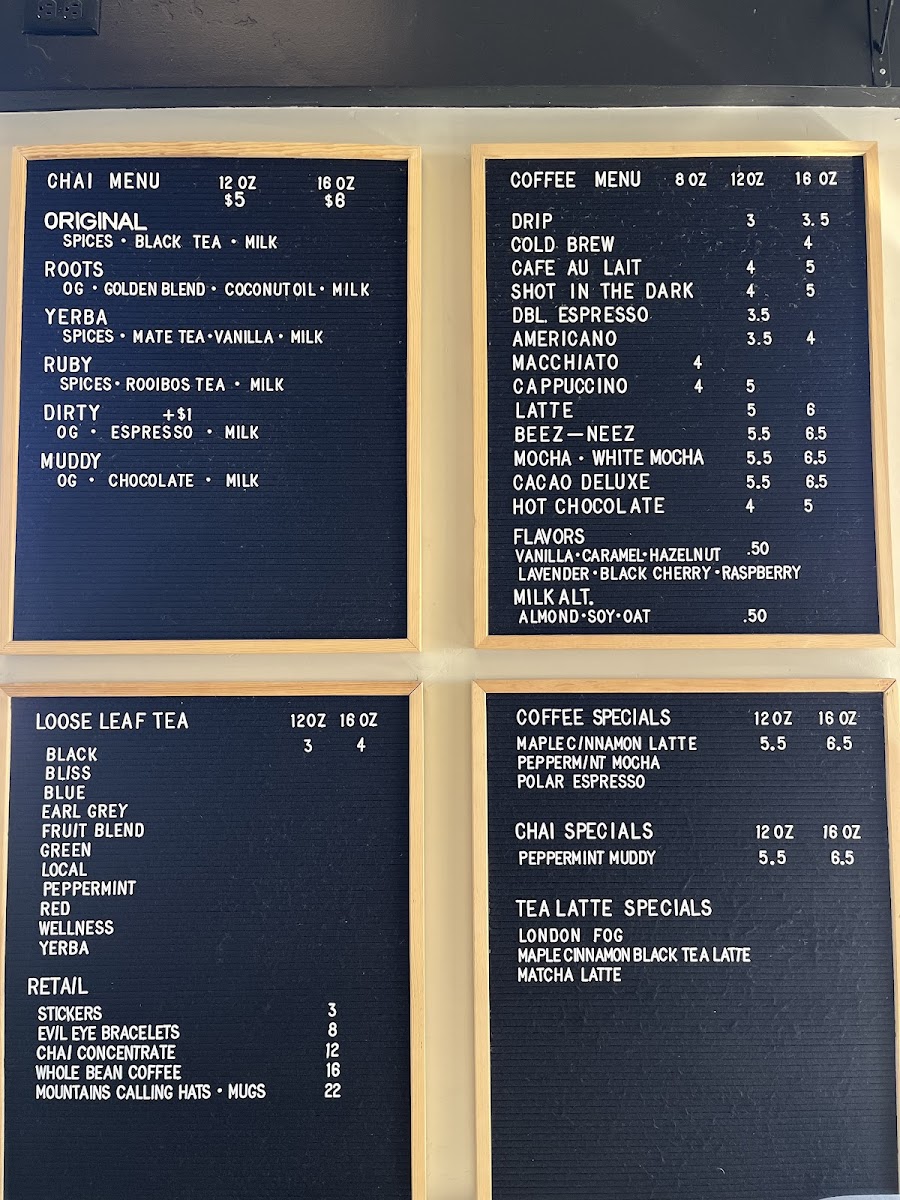 CHAI MENU 12 OZ 16 OZ
$5 $6
ORIGINAL
SPICES • BLACK TEA • MILK
ROOTS
OG • GOLDEN BLEND • COCONUT OIL • MILK
YERBA
SPICES • MATE TEA • VANILLA • MILK
RUBY
SPICES • ROOIBOS TEA • MILK
DIRTY +$1
OG • ESPRESSO • MILK
MUDDY
OG • CHOCOLATE • MILK
COFFEE MENU 8 OZ 12 OZ 16 OZ
DRIP 3 3.5
COLD BREW 4
CAFE AU LAIT 4 5
SHOT IN THE DARK 4 5
DBL ESPRESSO 3.5
AMERICANO 3.5 4
MACCHIATO 4
CAPPUCCINO 4 5
LATTE 5 6
BEEZ-NEEZ 5.5 6.5
MOCHA • WHITE MOCHA 5.5 6.5
CACAO DELUXE 5.5 6.5
HOT CHOCOLATE 4 5
FLAVORS
VANILLA • CARAMEL • HAZELNUT .50
LAVENDER • BLACK CHERRY • RASPBERRY
MILK ALT.
ALMOND • SOY • OAT .50
LOOSE LEAF TEA 12 OZ 16 OZ
3 4
BLACK
BLISS
BLUE
EARL GREY
FRUIT BLEND
GREEN
LOCAL
PEPPERMINT
RED
WELLNESS
YERBA
RETAIL
STICKERS 3
EVIL EYE BRACELETS 8
CHAI CONCENTRATE 12
WHOLE BEAN COFFEE 16
MOUNTAINS CALLING HATS • MUGS 22
COFFEE SPECIALS 12 OZ 16 OZ
MAPLE CINNAMON LATTE 5.5 6.5
PEPPERMINT MOCHA
POLAR ESPRESSO
CHAI SPECIALS 12 OZ 16 OZ
PEPPERMINT MUDDY 5.5 6.5
TEA LATTE SPECIALS
LONDON FOG
MAPLE CINNAMON BLACK TEA LATTE
MATCHA LATTE